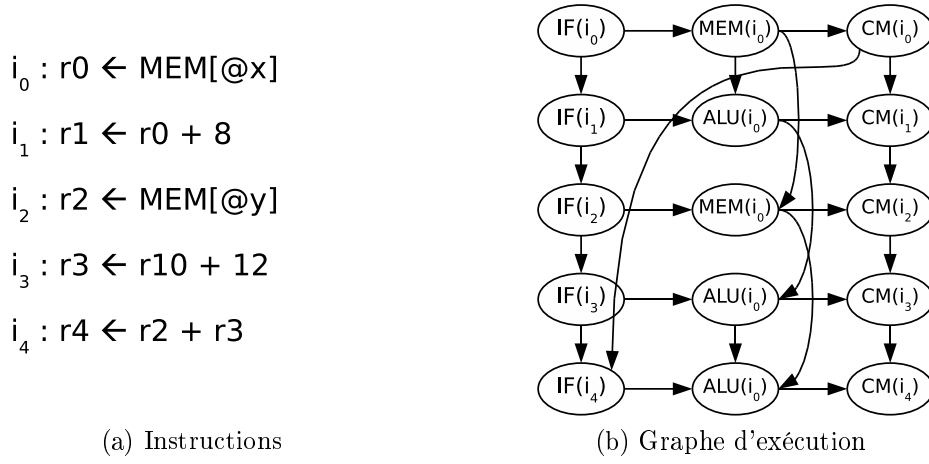 i₀ : r0 ← MEM[@x]
i₁ : r1 ← r0 + 8
i₂ : r2 ← MEM[@y]
i₃ : r3 ← r10 + 12
i₄ : r4 ← r2 + r3
(a) Instructions
IF(i₀) MEM(i₀) CM(i₀)
IF(i₁) ALU(i₀) CM(i₁)
IF(i₂) MEM(i₀) CM(i₂)
IF(i₃) ALU(i₀) CM(i₃)
IF(i₄) ALU(i₀) CM(i₄)
(b) Graphe d'exécution